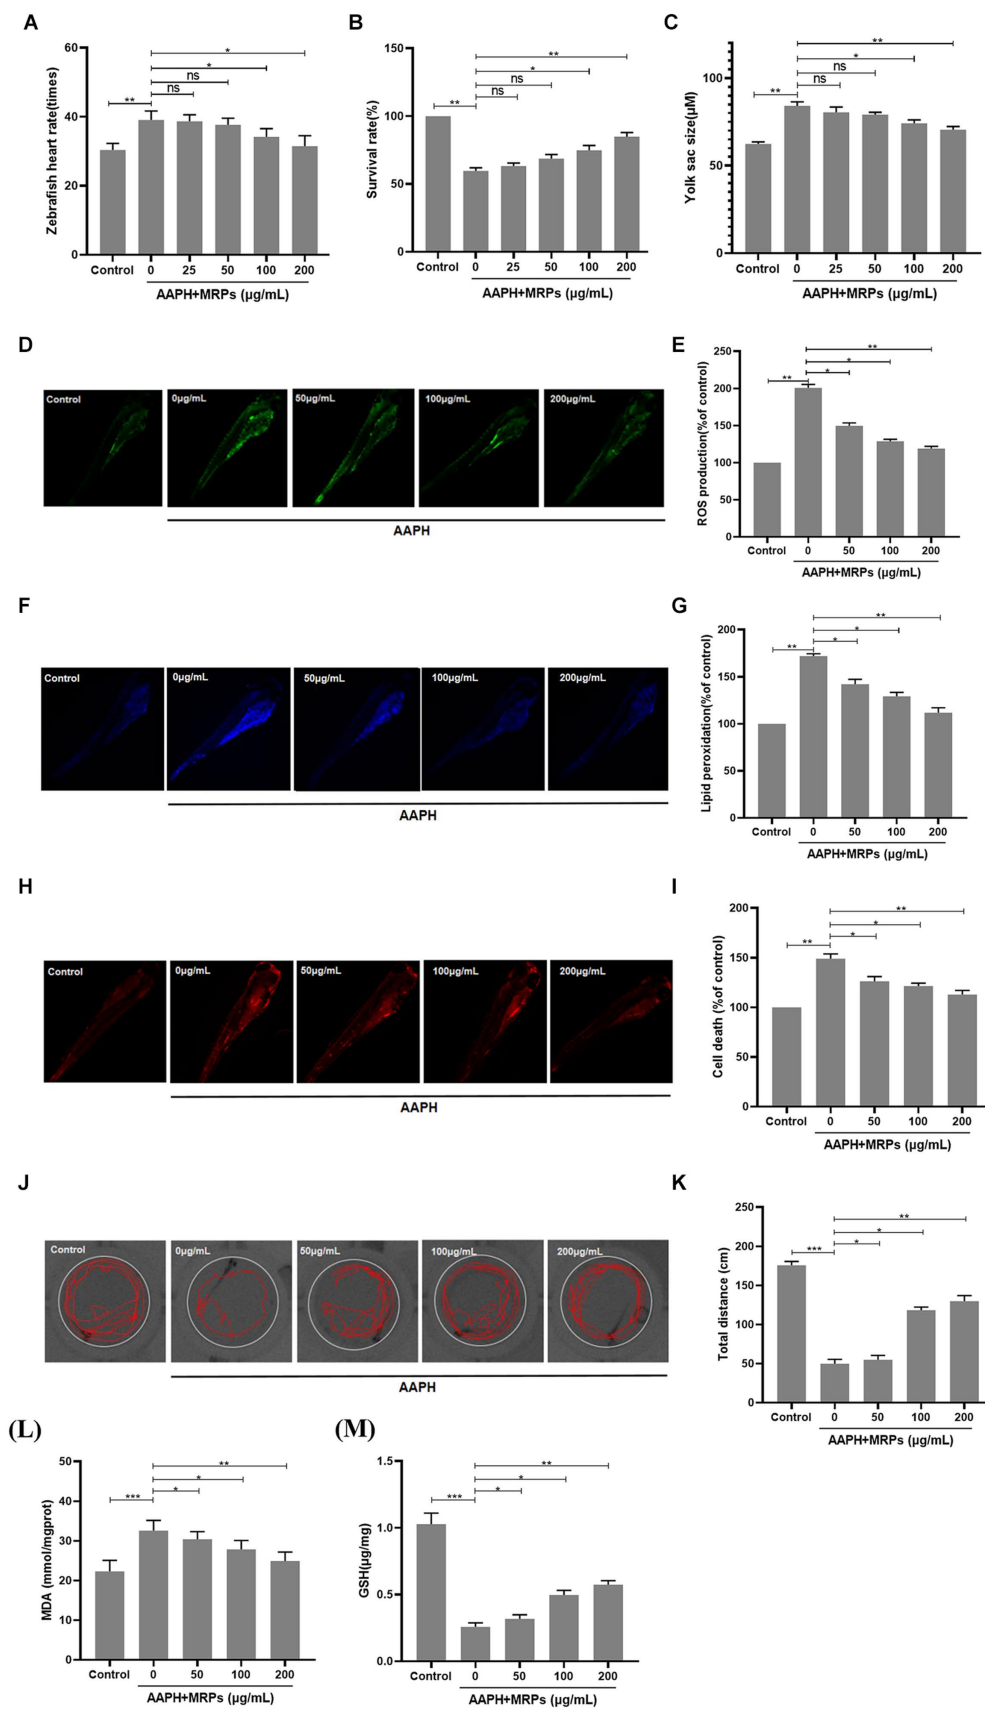 A
Zebrafish heart rate(times)
60
40
20
0
**
ns
ns
*
*
Control 0 25 50 100 200
AAPH+MRPs (μg/mL)
B
Survival rate(%)
150
100
50
0
**
ns
ns
*
**
Control 0 25 50 100 200
AAPH+MRPs (μg/mL)
C
Yolk sac size(μM)
100
50
0
**
ns
ns
*
**
Control 0 25 50 100 200
AAPH+MRPs (μg/mL)
D
Control 0μg/mL 50μg/mL 100μg/mL 200μg/mL
AAPH
E
ROS production(%of control)
250
200
150
100
50
0
**
*
*
**
Control 0 50 100 200
AAPH+MRPs (μg/mL)
F
Control 0μg/mL 50μg/mL 100μg/mL 200μg/mL
AAPH
G
Lipid peroxidation(%of control)
200
150
100
50
0
**
*
*
**
Control 0 50 100 200
AAPH+MRPs (μg/mL)
H
Control 0μg/mL 50μg/mL 100μg/mL 200μg/mL
AAPH
I
Cell death (%of control)
200
150
100
50
0
**
*
*
**
Control 0 50 100 200
AAPH+MRPs (μg/mL)
J
Control 0μg/mL 50μg/mL 100μg/mL 200μg/mL
AAPH
K
Total distance (cm)
250
200
150
100
50
0
***
*
*
**
Control 0 50 100 200
AAPH+MRPs (μg/mL)
(L)
MDA (mmol/mgprot)
50
40
30
20
10
0
***
*
*
**
Control 0 50 100 200
AAPH+MRPs (μg/mL)
(M)
GSH(μg/mg)
1.5
1.0
0.5
0.0
***
*
*
**
Control 0 50 100 200
AAPH+MRPs (μg/mL)